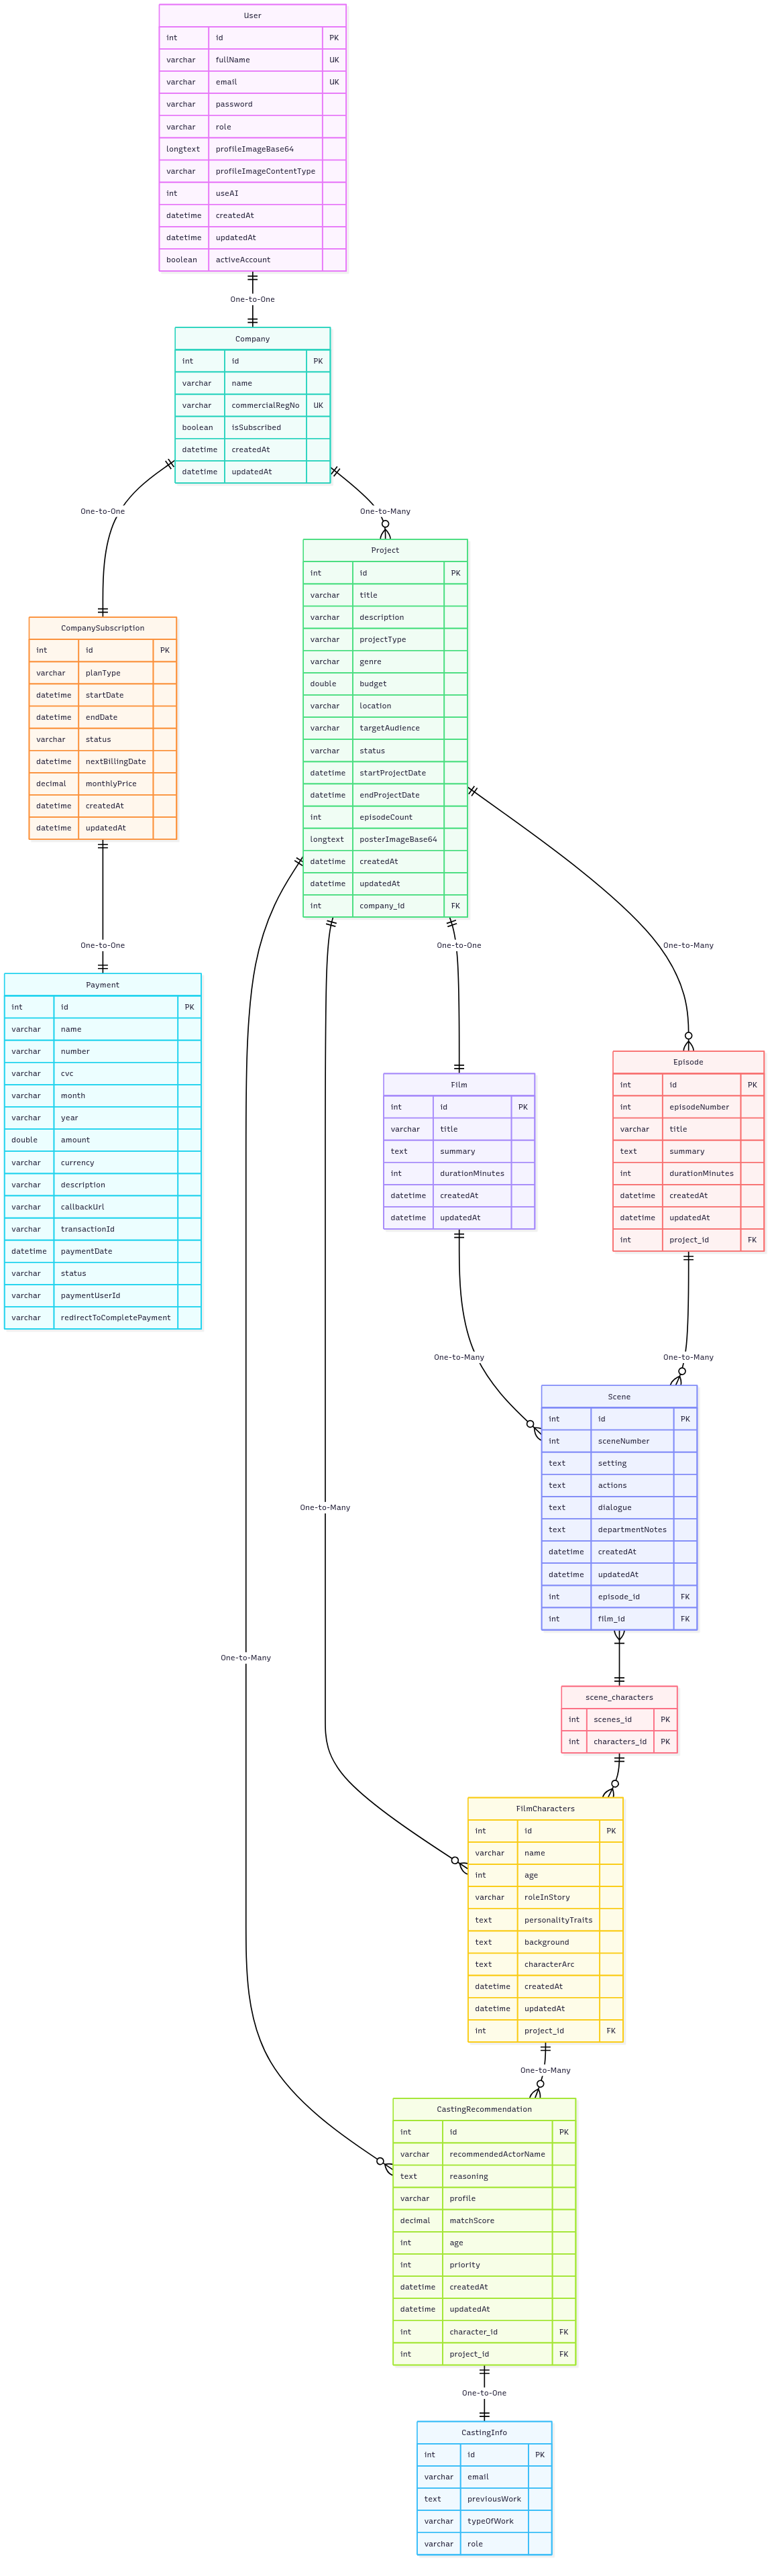 User
int id PK
varchar fullName UK
varchar email UK
varchar password
varchar role
longtext profileImageBase64
varchar profileImageContentType
int useAI
datetime createdAt
datetime updatedAt
boolean activeAccount
One-to-One
Company
int id PK
varchar name
varchar commercialRegNo UK
boolean isSubscribed
datetime createdAt
datetime updatedAt
One-to-One
One-to-Many
Project
int id PK
varchar title
varchar description
varchar projectType
varchar genre
double budget
varchar location
varchar targetAudience
varchar status
datetime startProjectDate
datetime endProjectDate
int episodeCount
longtext posterImageBase64
datetime createdAt
datetime updatedAt
int company_id FK
CompanySubscription
int id PK
varchar planType
datetime startDate
datetime endDate
varchar status
datetime nextBillingDate
decimal monthlyPrice
datetime createdAt
datetime updatedAt
One-to-One
One-to-One
One-to-Many
Payment
int id PK
varchar name
varchar number
varchar cvc
varchar month
varchar year
double amount
varchar currency
varchar description
varchar callbackUrl
varchar transactionId
datetime paymentDate
varchar status
varchar paymentUserId
varchar redirectToCompletePayment
Film
int id PK
varchar title
text summary
int durationMinutes
datetime createdAt
datetime updatedAt
Episode
int id PK
int episodeNumber
varchar title
text summary
int durationMinutes
datetime createdAt
datetime updatedAt
int project_id FK
One-to-Many
One-to-Many
Scene
int id PK
int sceneNumber
text setting
text actions
text dialogue
text departmentNotes
datetime createdAt
datetime updatedAt
int episode_id FK
int film_id FK
One-to-Many
One-to-Many
scene_characters
int scenes_id PK
int characters_id PK
FilmCharacters
int id PK
varchar name
int age
varchar roleInStory
text personalityTraits
text background
text characterArc
datetime createdAt
datetime updatedAt
int project_id FK
One-to-Many
CastingRecommendation
int id PK
varchar recommendedActorName
text reasoning
varchar profile
decimal matchScore
int age
int priority
datetime createdAt
datetime updatedAt
int character_id FK
int project_id FK
One-to-One
CastingInfo
int id PK
varchar email
text previousWork
varchar typeOfWork
varchar role